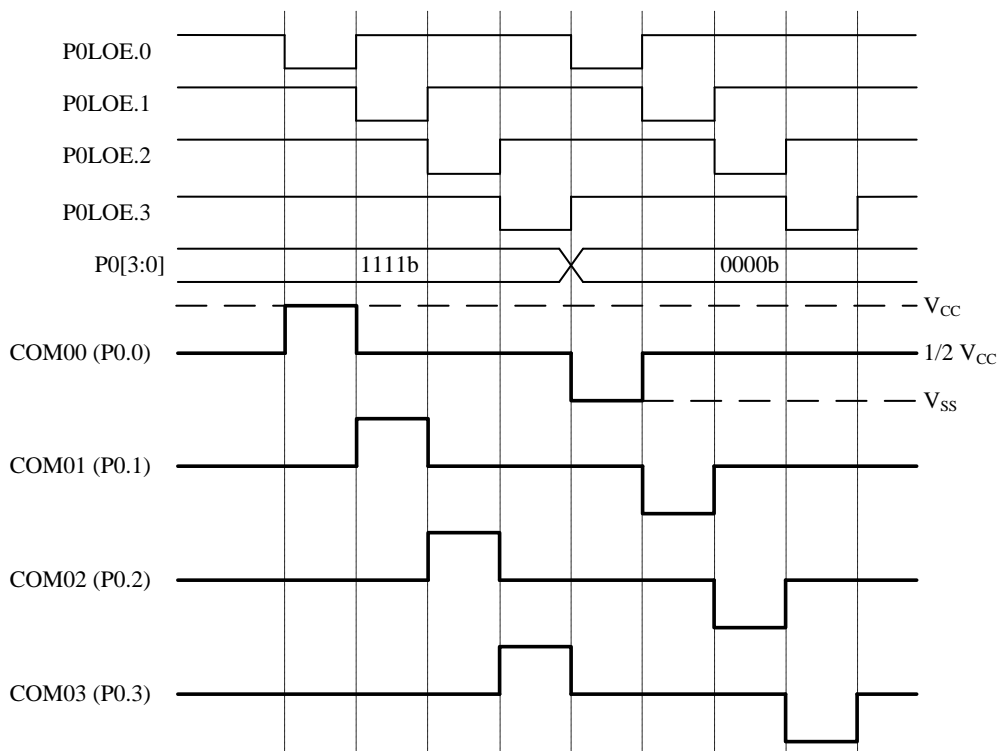 P0LOE.0
P0LOE.1
P0LOE.2
P0LOE.3
P0[3:0] 1111b 0000b
VCC
COM00 (P0.0) 1/2 VCC
VSS
COM01 (P0.1)
COM02 (P0.2)
COM03 (P0.3)